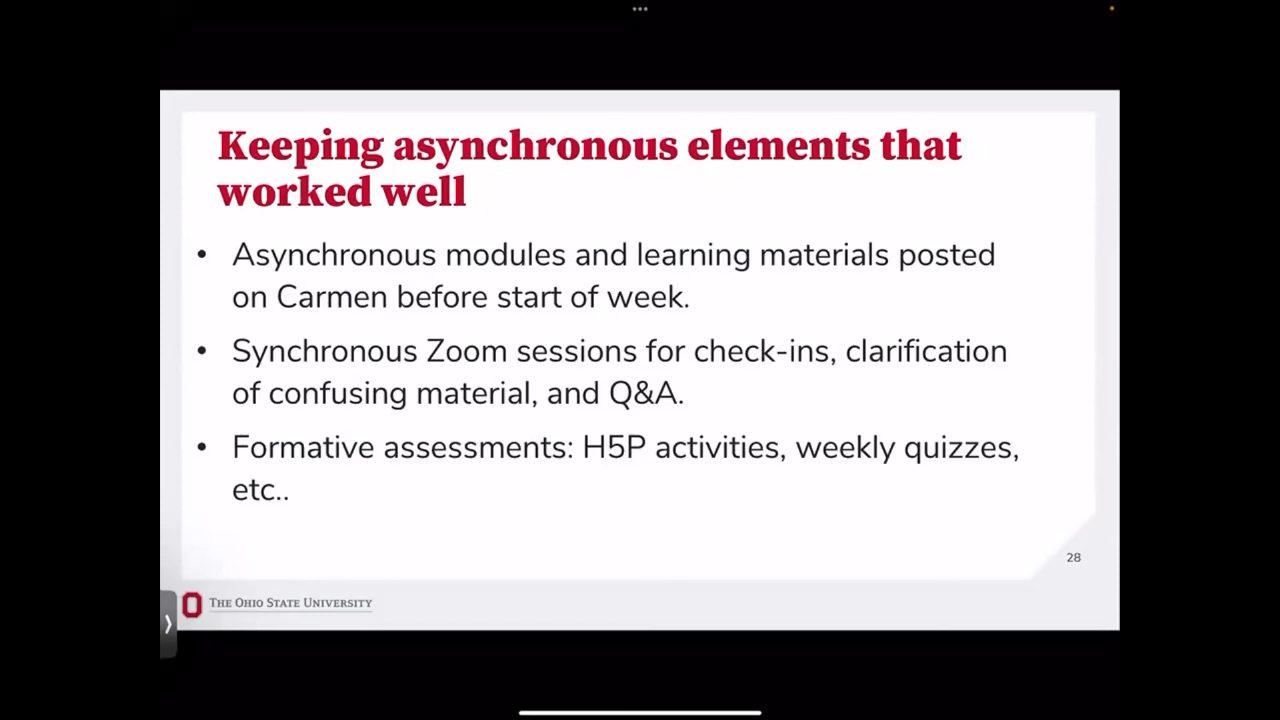 Keeping asynchronous elements that
worked well
• Asynchronous modules and learning materials posted
on Carmen before start of week.
• Synchronous Zoom sessions for check-ins, clarification
of confusing material, and Q&A.
• Formative assessments: H5P activities, weekly quizzes,
etc..
28
THE OHIO STATE UNIVERSITY